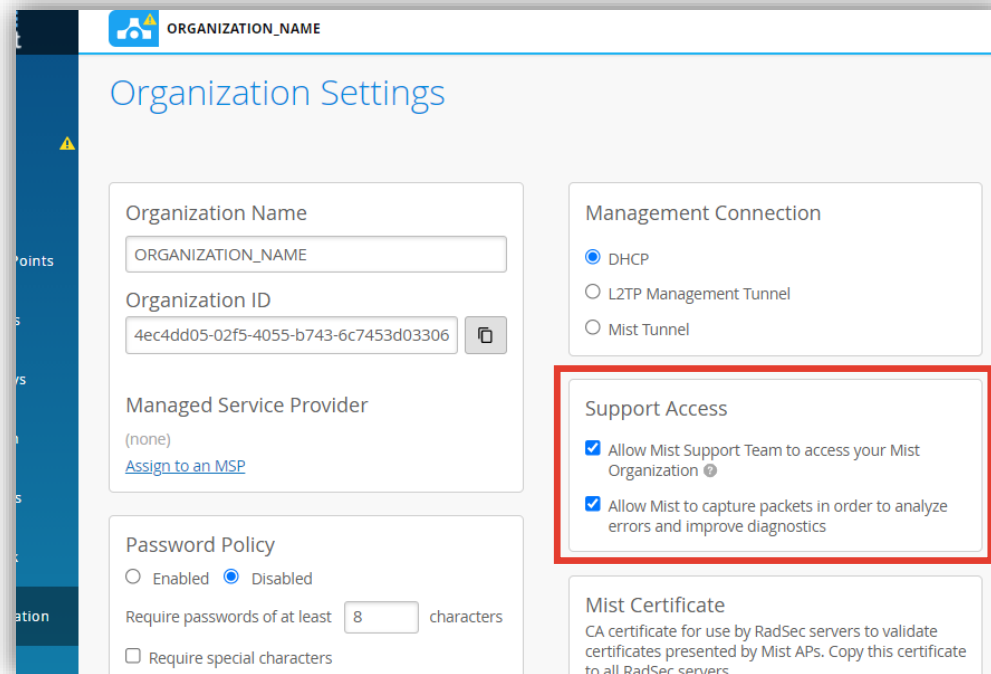 ORGANIZATION_NAME
Organization Settings
Organization Name
ORGANIZATION_NAME
Organization ID
4ec4dd05-02f5-4055-b743-6c7453d03306
Managed Service Provider
(none)
Assign to an MSP
Password Policy
Enabled Disabled
Require passwords of at least 8 characters
Require special characters
Management Connection
DHCP
L2TP Management Tunnel
Mist Tunnel
Support Access
Allow Mist Support Team to access your Mist
Organization
Allow Mist to capture packets in order to analyze
errors and improve diagnostics
Mist Certificate
CA certificate for use by RadSec servers to validate
certificates presented by Mist APs. Copy this certificate
to all RadSec servers